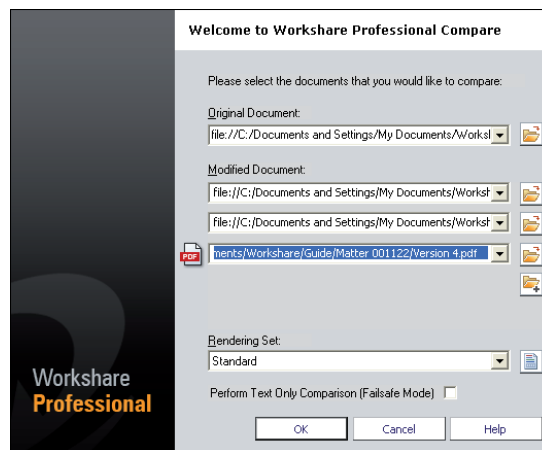 Welcome to Workshare Professional Compare
Please select the documents that you would like to compare:
Original Document:
file://C:/Documents and Settings/My Documents/Worksl
Modified Document:
file://C:/Documents and Settings/My Documents/Worksh
file://C:/Documents and Settings/My Documents/Worksh
PDF
ments/Workshare/Guide/Matter 001122/Version 4.pdf
Rendering Set:
Standard
Perform Text Only Comparison (Failsafe Mode)
Workshare
Professional
OK Cancel Help